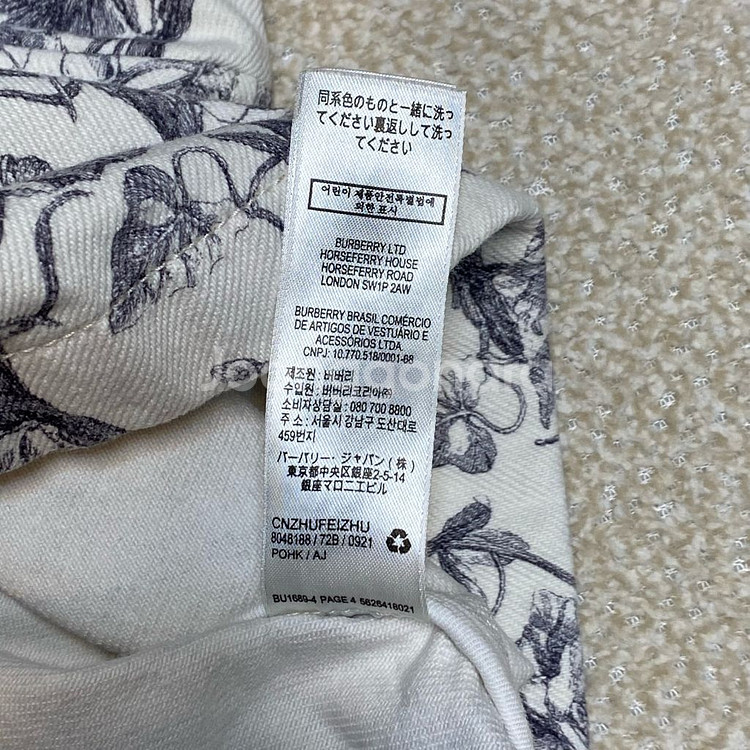 同系色のものと一緒に洗っ
てください裏返しして洗っ
てください
어린이제품안전특별법에
의한 표시
BURBERRY LTD
HORSEFERRY HOUSE
HORSEFERRY ROAD
LONDON SW1P 2AW
BURBERRY BRASIL COMÉRCIO
DE ARTIGOS DE VESTUÁRIO E
ACESSÓRIOS LTDA.
CNPJ: 10.770.518/0001-68
제조원 : 버버리
수입원 : 버버리코리아㈜
소비자상담실 : 080 700 8800
주 소 : 서울시 강남구 도산대로
459번지
バーバリー・ジャパン(株)
東京都中央区銀座2-5-14
銀座マロニエビル
CNZHUFEIZHU
8048188 / 72B / 0921
POHK / AJ
BU1689-4 PAGE 4 5626418021